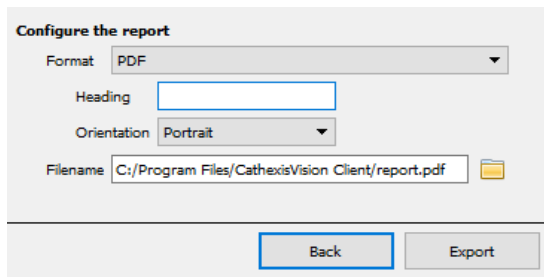 Configure the report
Format PDF
Heading
Orientation Portrait
Filename C:/Program Files/CathexisVision Client/report.pdf
Back Export